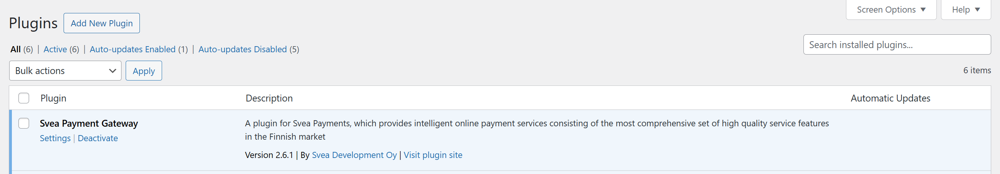 Screen Options ▼ Help ▼
Plugins Add New Plugin
All (6) | Active (6) | Auto-updates Enabled (1) | Auto-updates Disabled (5)
Search installed plugins...
Bulk actions Apply
6 items
Plugin Description Automatic Updates
Svea Payment Gateway
Settings | Deactivate
A plugin for Svea Payments, which provides intelligent online payment services consisting of the most comprehensive set of high quality service features
in the Finnish market
Version 2.6.1 | By Svea Development Oy | Visit plugin site